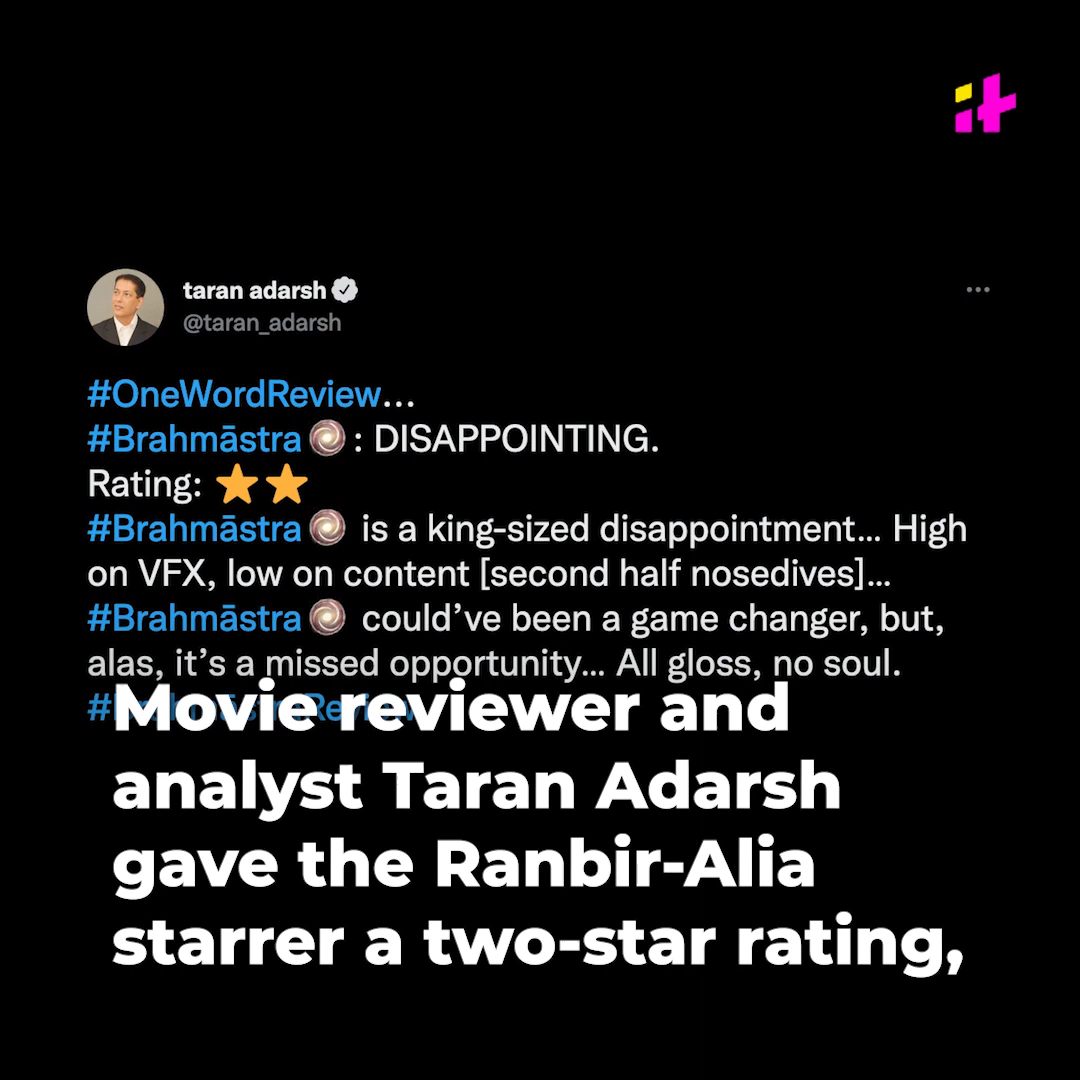 it
taran adarsh
@taran_adarsh
#OneWordReview...
#Brahmāstra : DISAPPOINTING.
Rating: ⭐⭐
#Brahmāstra is a king-sized disappointment... High
on VFX, low on content [second half nosedives]...
#Brahmāstra could’ve been a game changer, but,
alas, it’s a missed opportunity... All gloss, no soul.
Movie reviewer and
analyst Taran Adarsh
gave the Ranbir-Alia
starrer a two-star rating,